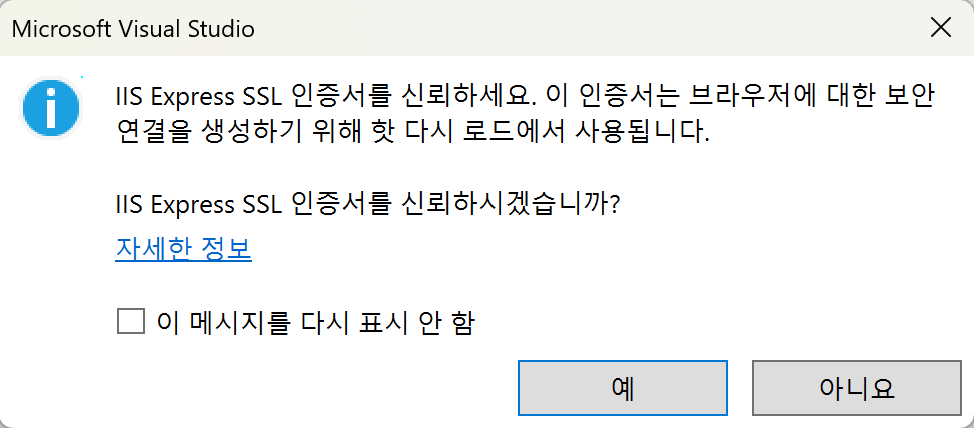 Microsoft Visual Studio
IIS Express SSL 인증서를 신뢰하세요. 이 인증서는 브라우저에 대한 보안
연결을 생성하기 위해 핫 다시 로드에서 사용됩니다.
IIS Express SSL 인증서를 신뢰하시겠습니까?
자세한 정보
이 메시지를 다시 표시 안 함
예
아니요